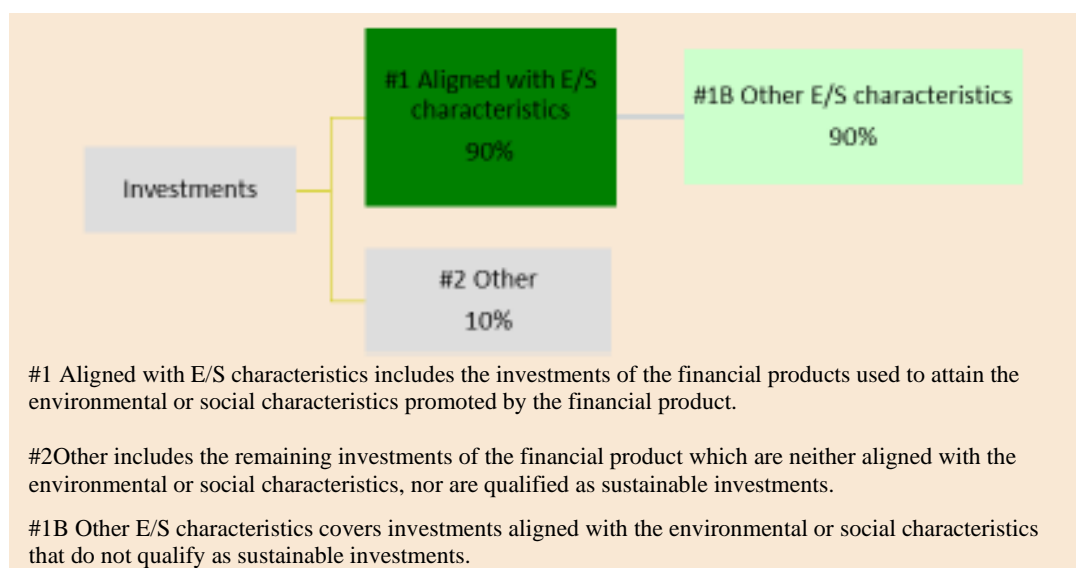 #1 Aligned with E/S
characteristics
90%
#1B Other E/S characteristics
90%
Investments
#2 Other
10%
#1 Aligned with E/S characteristics includes the investments of the financial products used to attain the
environmental or social characteristics promoted by the financial product.
#2Other includes the remaining investments of the financial product which are neither aligned with the
environmental or social characteristics, nor are qualified as sustainable investments.
#1B Other E/S characteristics covers investments aligned with the environmental or social characteristics
that do not qualify as sustainable investments.